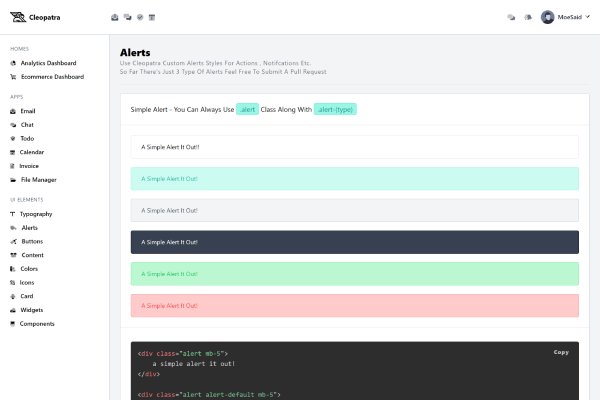 Cleopatra
MoeSaid
HOMES
Analytics Dashboard
Ecommerce Dashboard
APPS
Email
Chat
Todo
Calendar
Invoice
File Manager
UI ELEMENTS
Typography
Alerts
Buttons
Content
Colors
Icons
Card
Widgets
Components
Alerts
Use Cleopatra Custom Alerts Styles For Actions , Notifcations Etc.
So Far There's Just 3 Type Of Alerts Feel Free To Submit A Pull Request
Simple Alert - You Can Always Use .alert Class Along With .alert-(type)
A Simple Alert It Out!!
A Simple Alert It Out!
A Simple Alert It Out!
A Simple Alert It Out!
A Simple Alert It Out!
A Simple Alert It Out!
Copy
<div class="alert mb-5">
a simple alert it out!
</div>
<div class="alert alert-default mb-5">